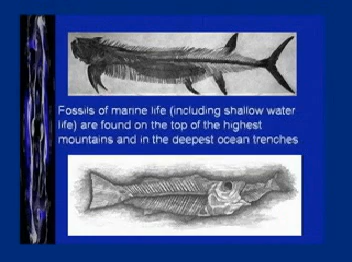 Fossils of marine life (including shallow water
life) are found on the top of the highest
mountains and in the deepest ocean trenches